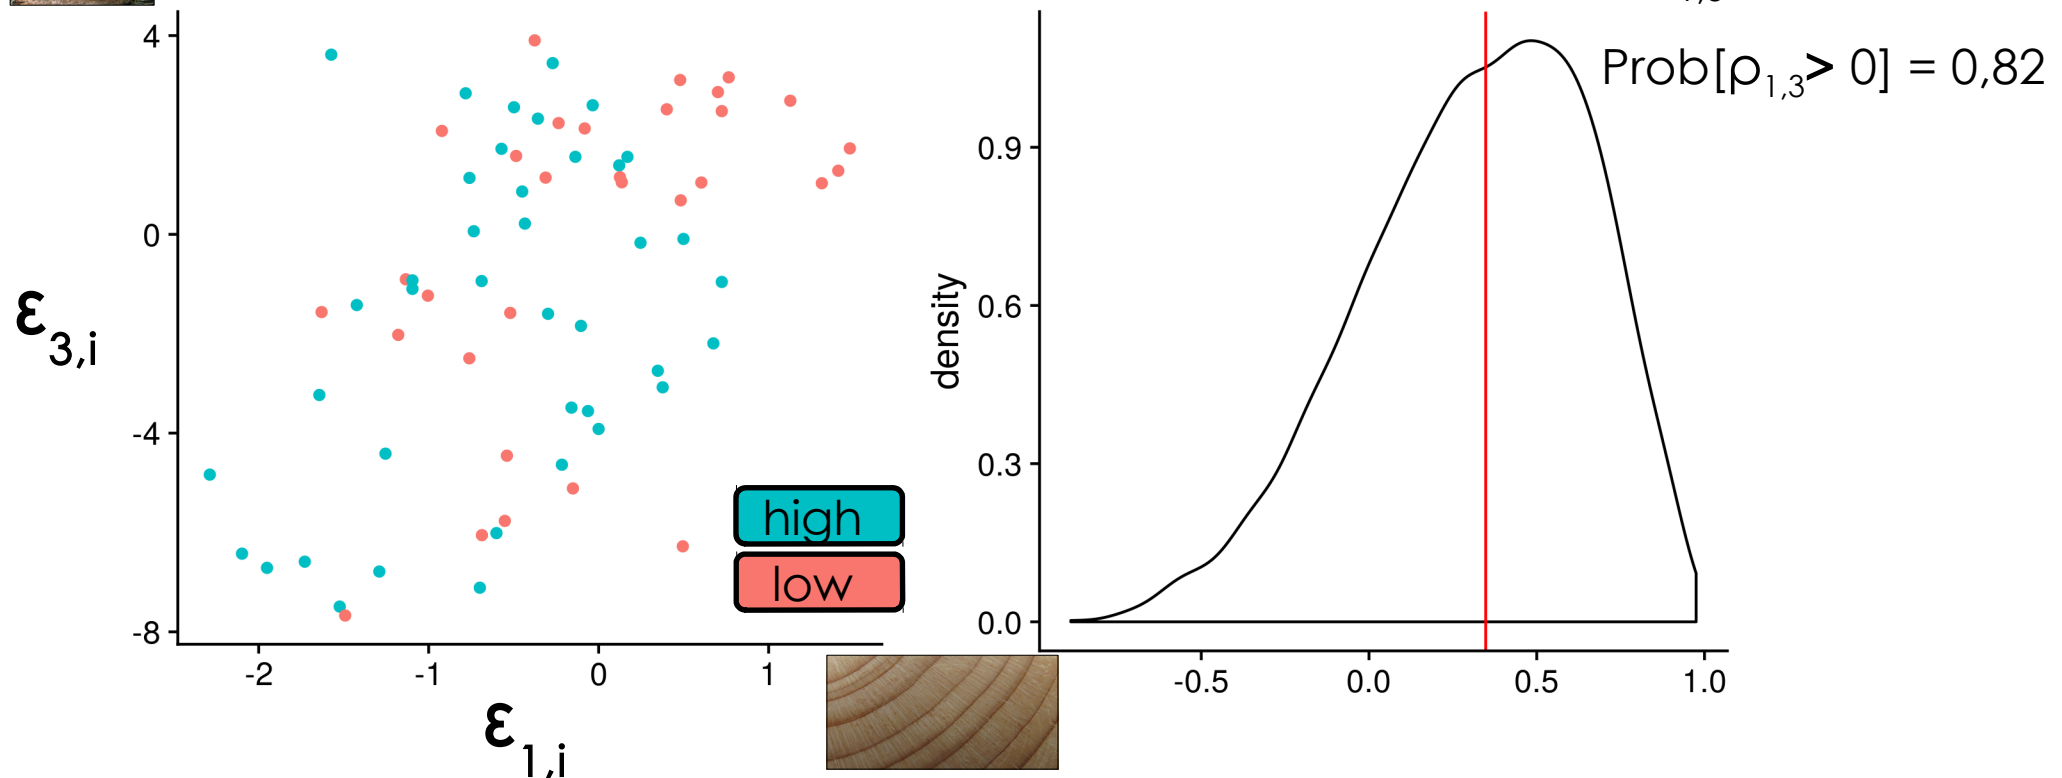 4
0
-4
-8
ε3,i
-2 -1 0 1
ε1,i
high
low
density
0.9
0.6
0.3
0.0
-0.5 0.0 0.5 1.0
Prob[ρ1,3> 0] = 0,82